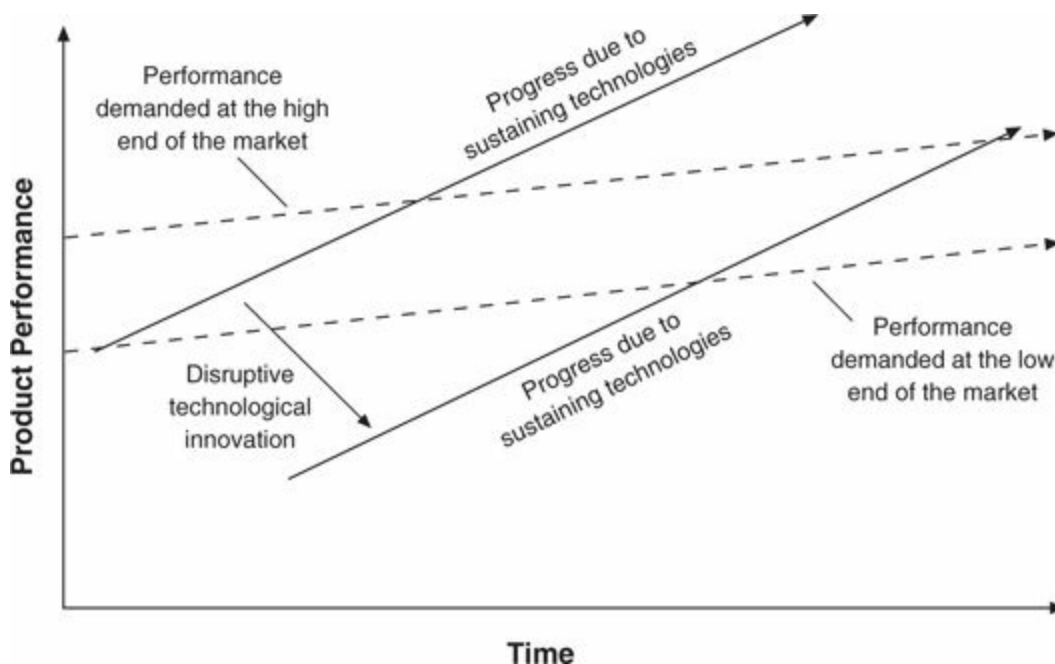 Performance
demanded at the high
end of the market
Progress due to
sustaining technologies
Product Performance
Disruptive
technological
innovation
Progress due to
sustaining technologies
Performance
demanded at the low
end of the market
Time